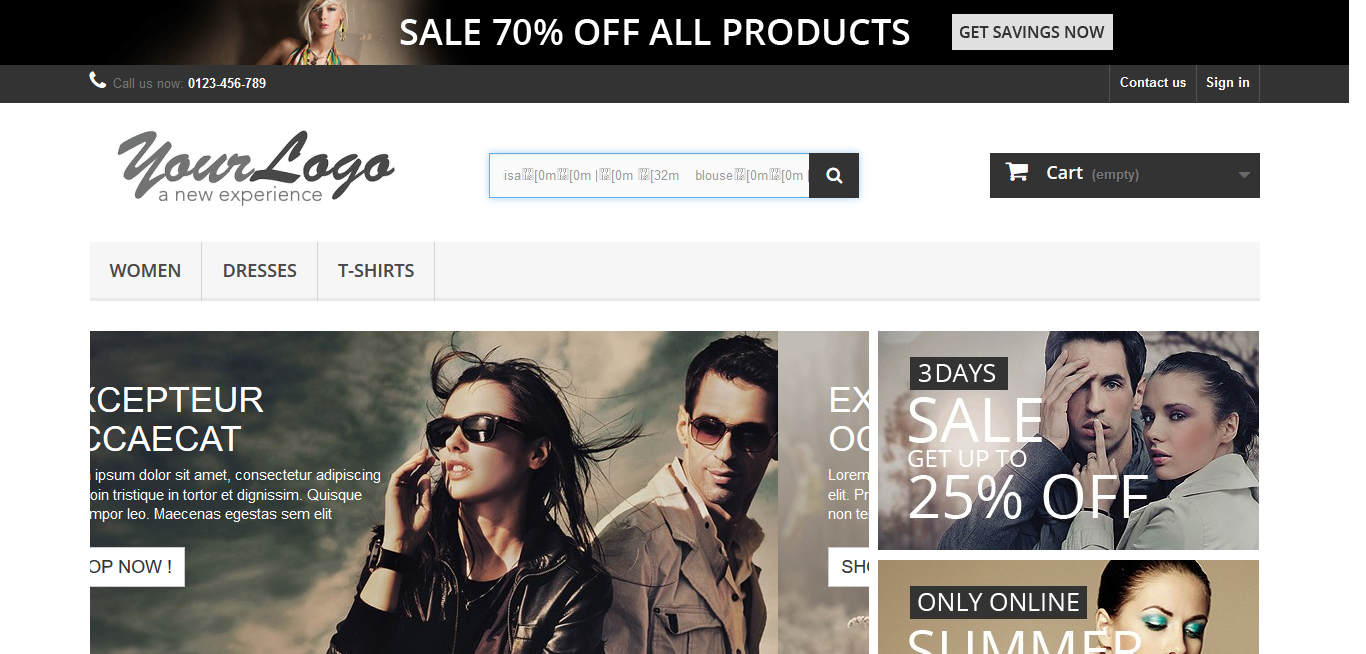 SALE 70% OFF ALL PRODUCTS
GET SAVINGS NOW
Call us now: 0123-456-789
Contact us
Sign in
YourLogo
a new experience
isa [0m [0m | [0m [32m blouse [0m [0m |
Cart (empty)
WOMEN
DRESSES
T-SHIRTS
XCEPTEUR
CCAECAT
ipsum dolor sit amet, consectetur adipiscing
oin tristique in tortor et dignissim. Quisque
mpor leo. Maecenas egestas sem elit
OP NOW !
EX
OC
Lorem
elit. Pr
non te
SHO
3 DAYS
SALE
GET UP TO
25% OFF
ONLY ONLINE
SUMMER